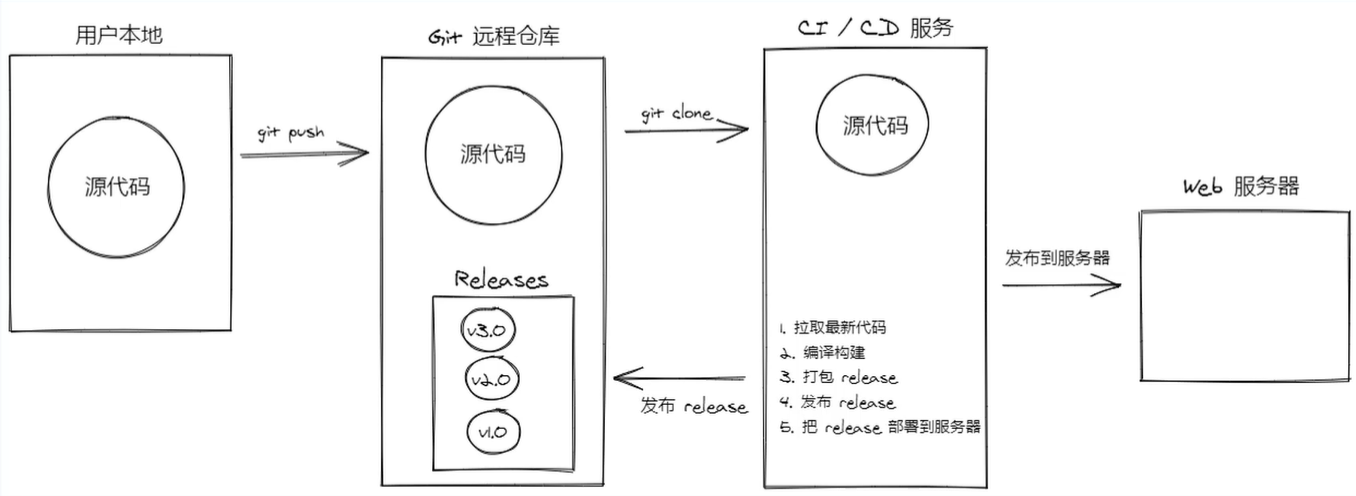 用户本地
源代码
git push
Git 远程仓库
源代码
Releases
v3.0
v2.0
v1.0
git clone
发布 release
CI / CD 服务
源代码
1. 拉取最新代码
2. 编译构建
3. 打包 release
4. 发布 release
5. 把 release 部署到服务器
发布到服务器
Web 服务器